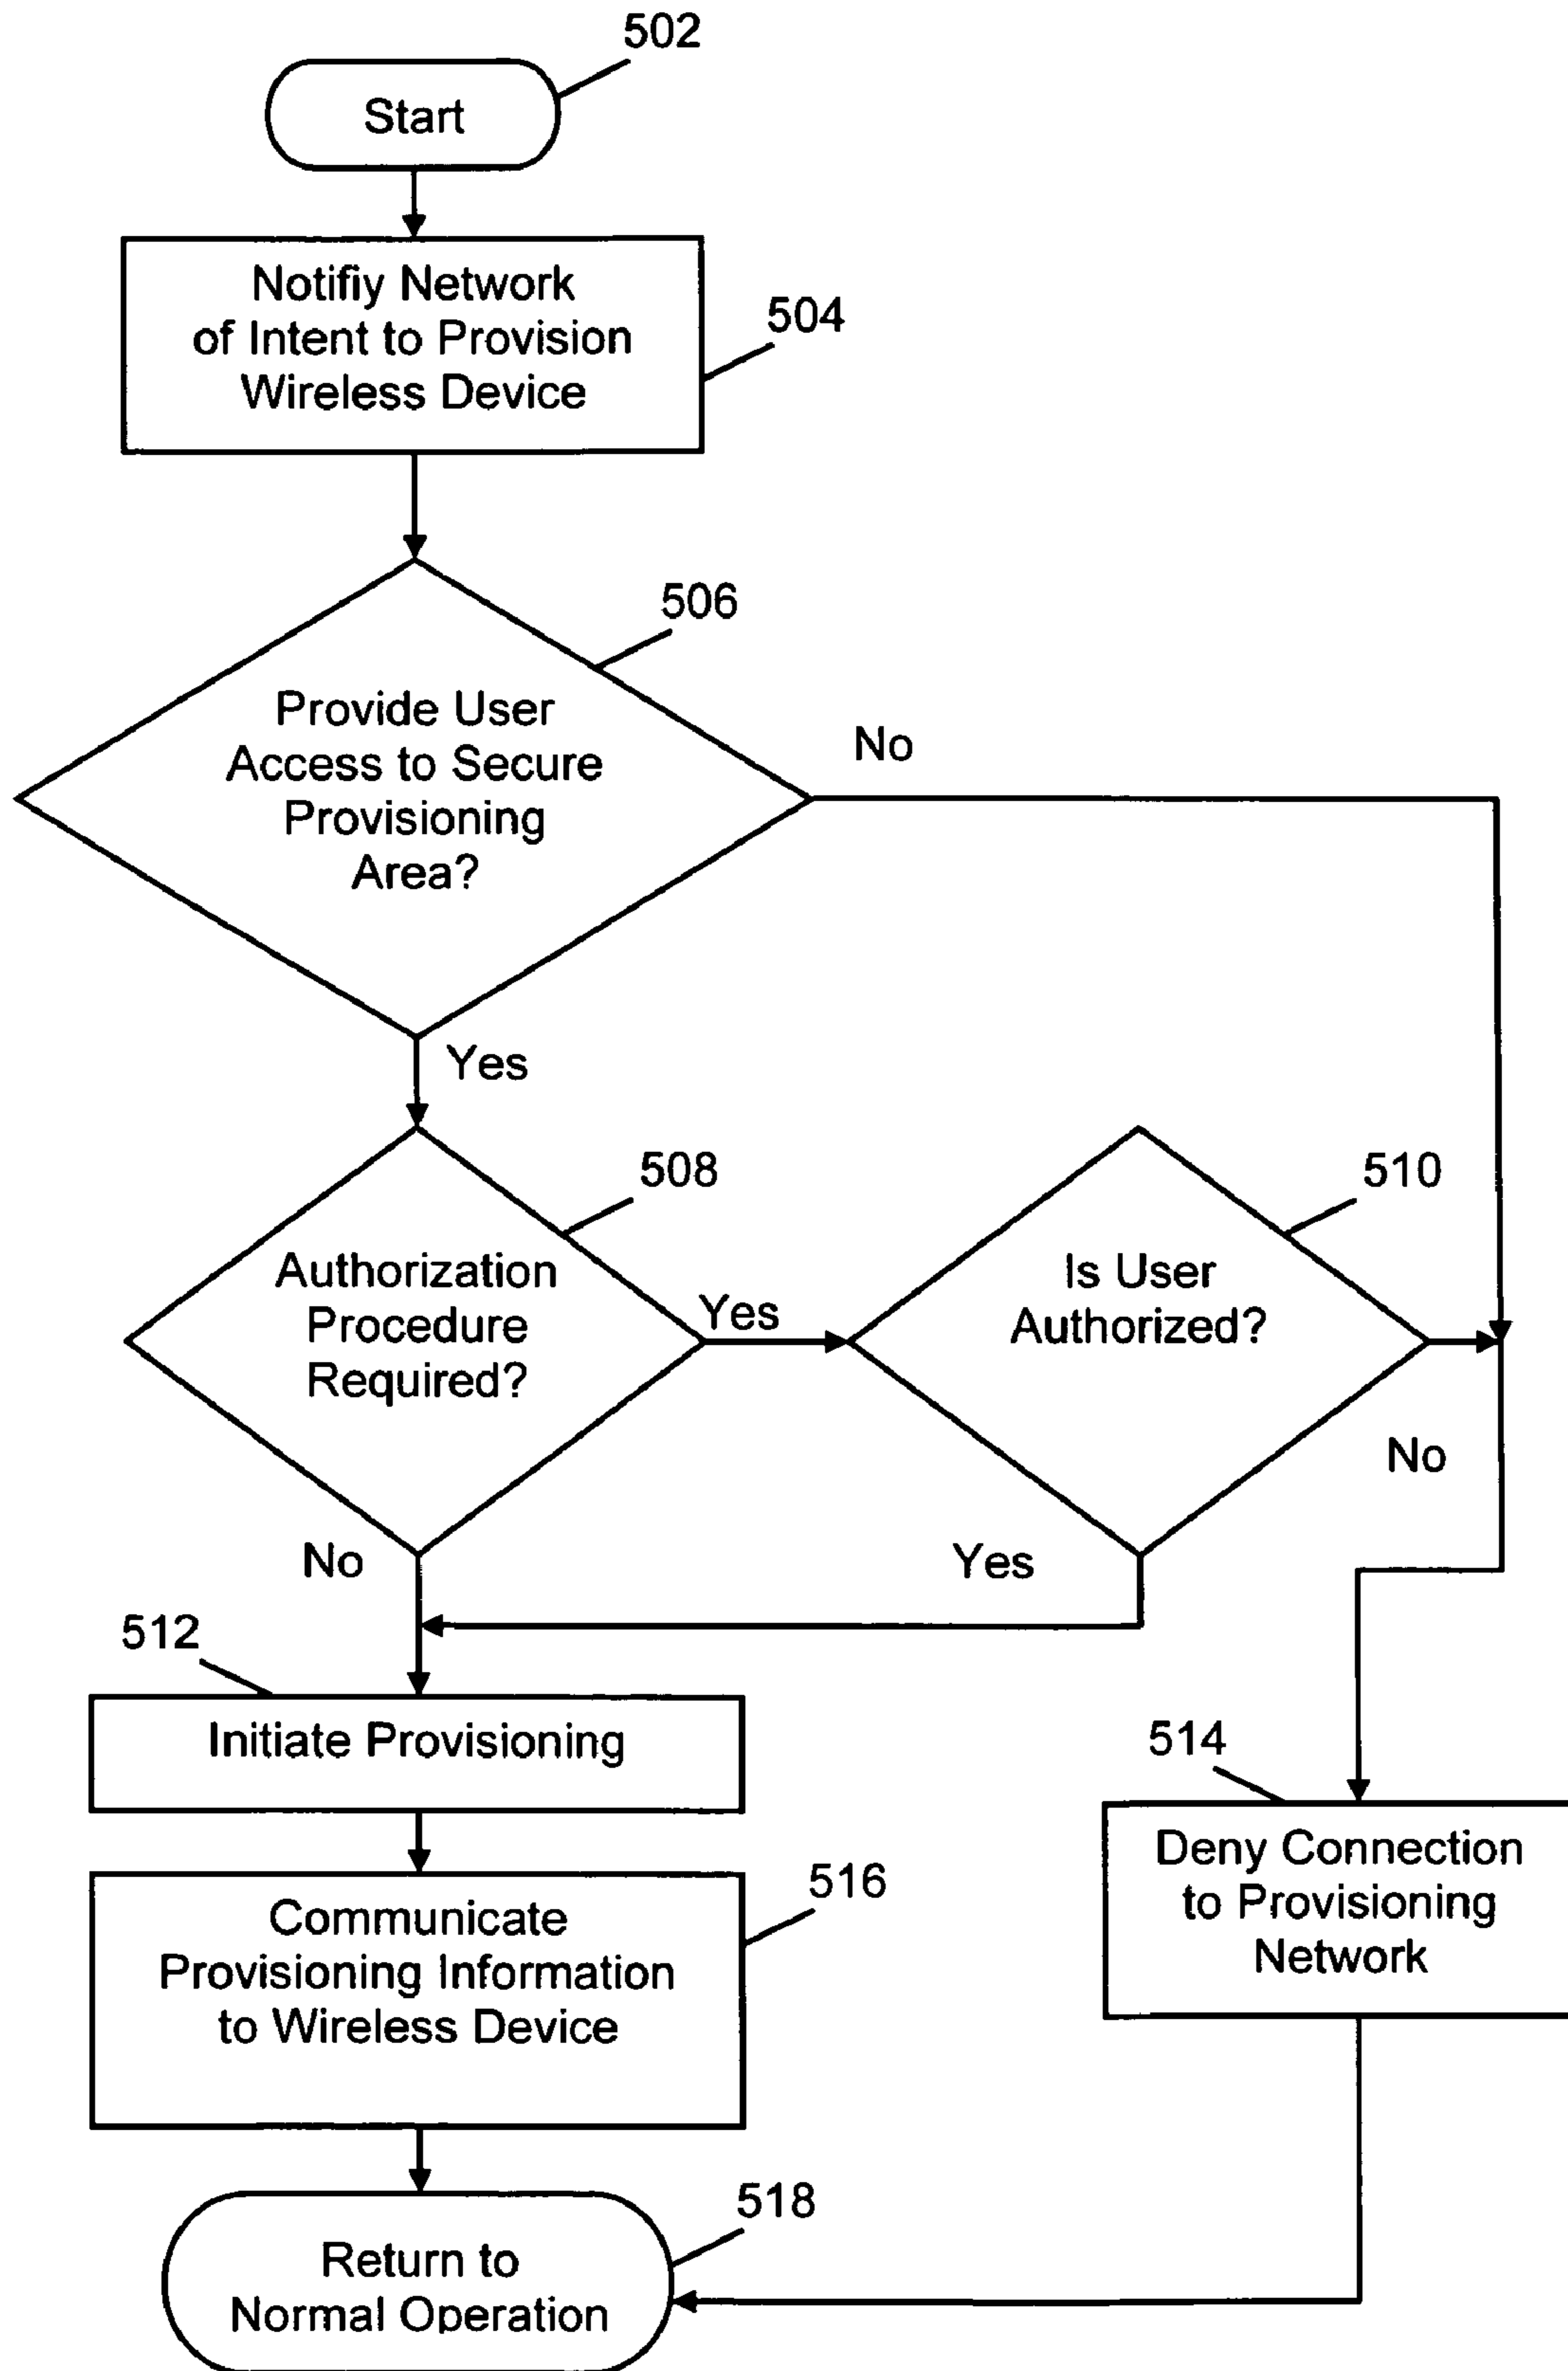 502
Start
Notifiy Network
of Intent to Provision
Wireless Device
504
506
Provide User
Access to Secure
Provisioning
Area?
No
Yes
508
Authorization
Procedure
Required?
Yes
510
Is User
Authorized?
No
No
Yes
512
Initiate Provisioning
514
Deny Connection
to Provisioning
Network
516
Communicate
Provisioning Information
to Wireless Device
518
Return to
Normal Operation